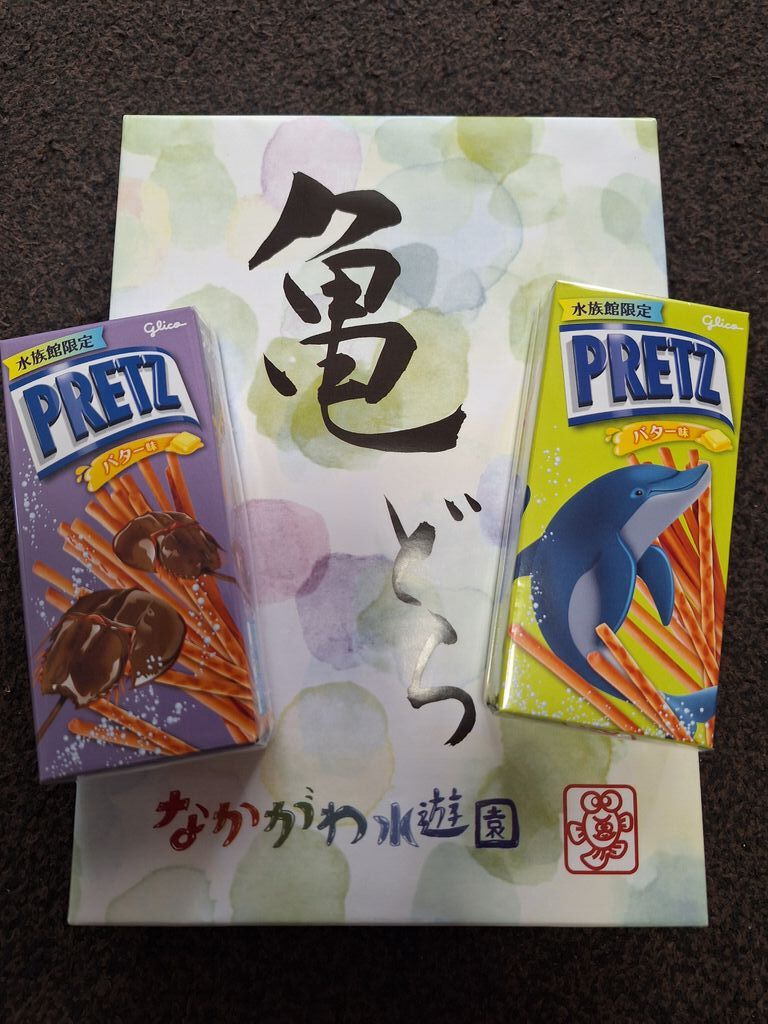 亀どら
なかがわ水遊園
水族館限定
glico
PRETZ
バター味
水族館限定
glico
PRETZ
バター味